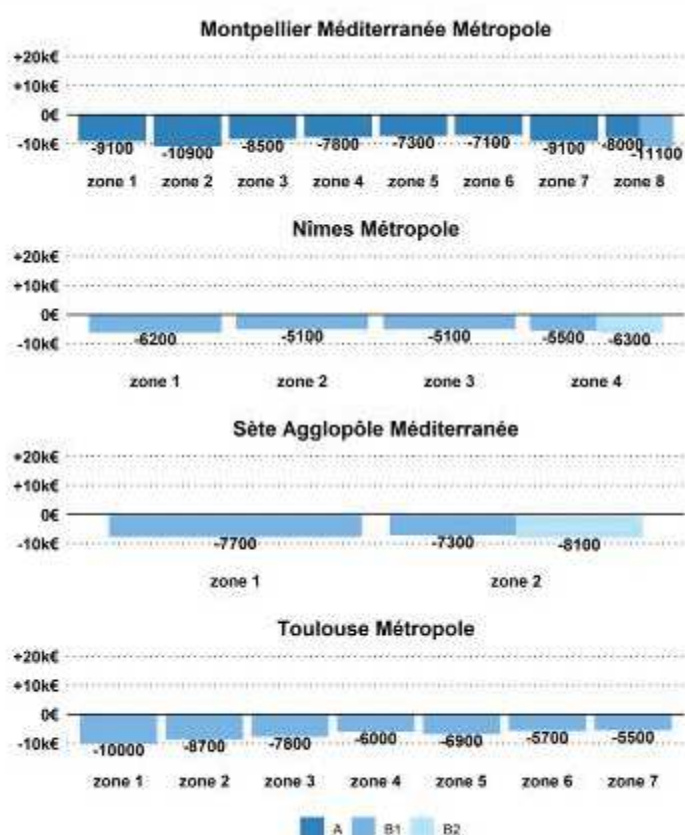 Montpellier Méditerranée Métropole
+20k€
+10k€
0€
-10k€
-9100 -10900 -8500 -7800 -7300 -7100 -9100 -8000 -11100
zone 1 zone 2 zone 3 zone 4 zone 5 zone 6 zone 7 zone 8
Nîmes Métropole
+20k€
+10k€
0€
-10k€
-6200 -5100 -5100 -5500 -6300
zone 1 zone 2 zone 3 zone 4
Sète Agglopôle Méditerranée
+20k€
+10k€
0€
-10k€
-7700 -7300 -8100
zone 1 zone 2
Toulouse Métropole
+20k€
+10k€
0€
-10k€
-10000 -8700 -7800 -6000 -6900 -5700 -5500
zone 1 zone 2 zone 3 zone 4 zone 5 zone 6 zone 7
A B1 B2